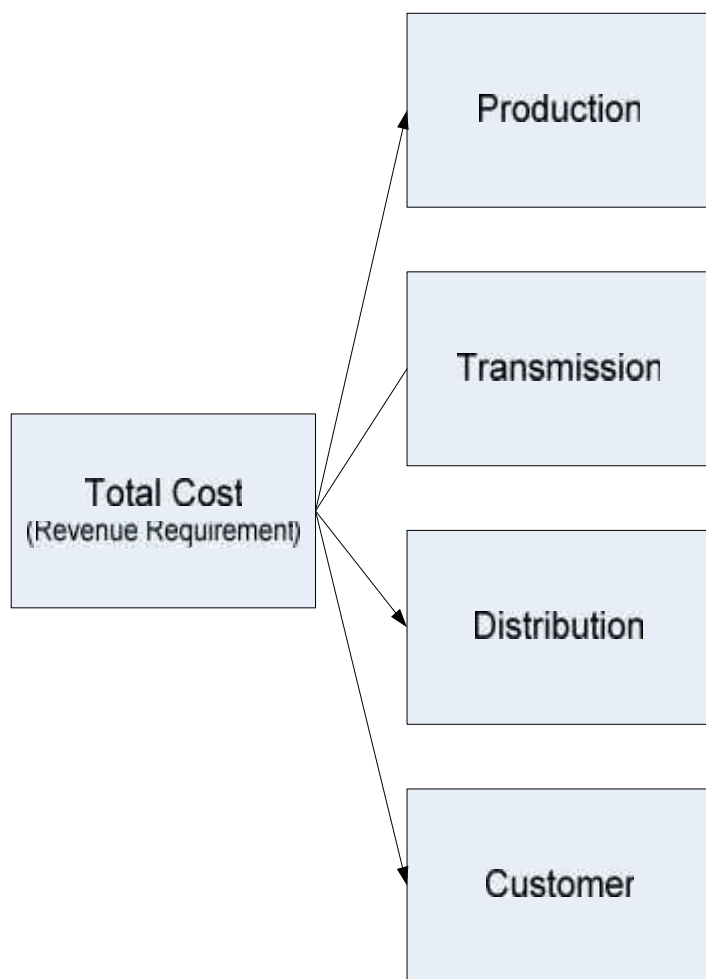 Production
Transmission
Total Cost
(Revenue Requirement)
Distribution
Customer